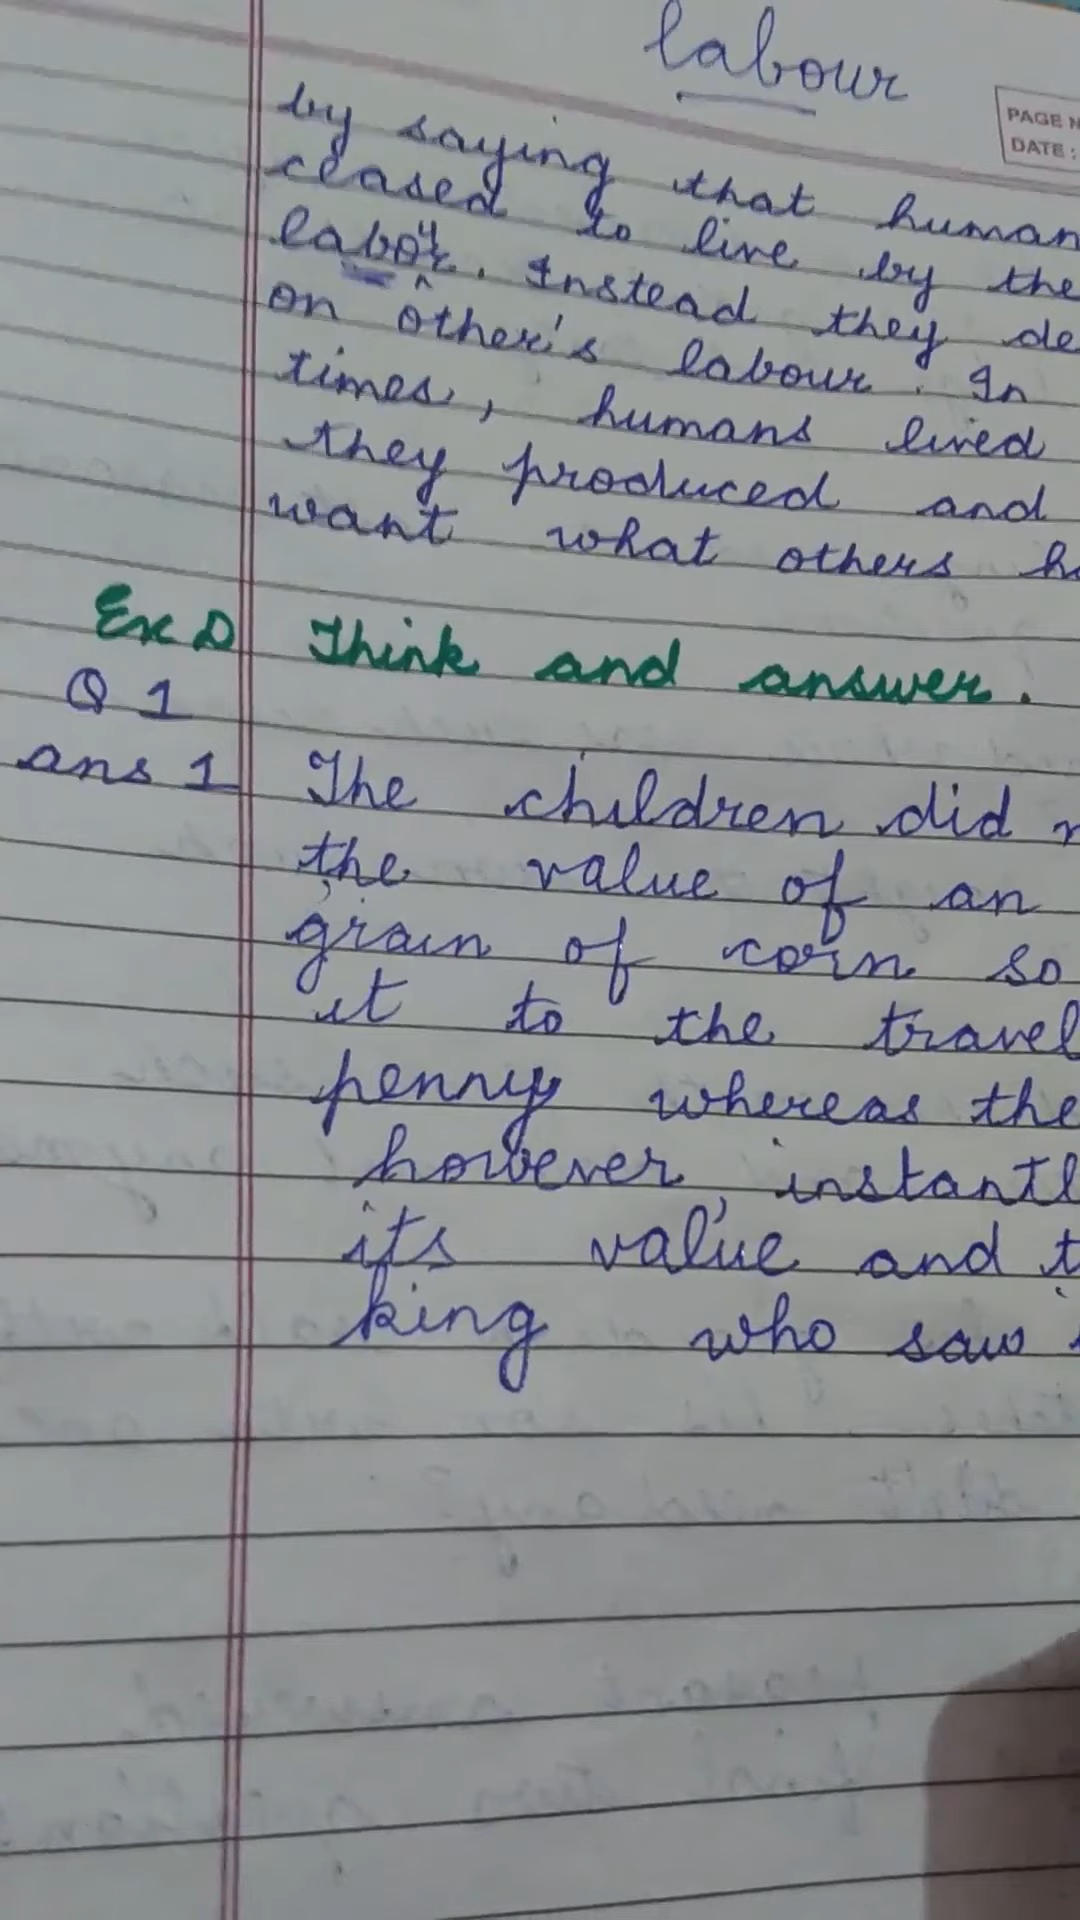 labour
PAGE N
DATE :
by saying that human
ceased to live by the
labour. Instead they de
on other's labour. In
times, humans lived
they produced and
want what others h
Ex D Think and answer.
Q 1
ans 1 The children did n
the value of an
grain of corn so
it to the travel
penny whereas the
however, instantl
its value and t
king who saw